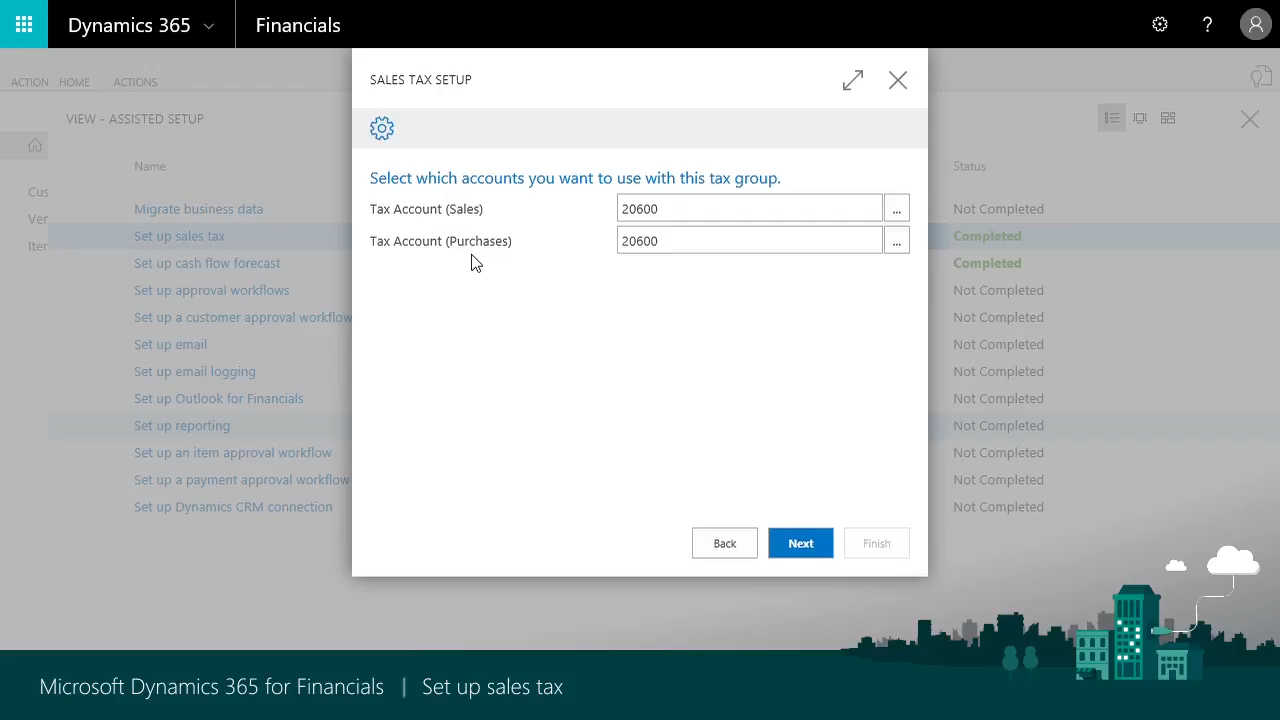 Dynamics 365
Financials
?
ACTION HOME ACTIONS
SALES TAX SETUP
VIEW - ASSISTED SETUP
Name
Status
Select which accounts you want to use with this tax group.
Tax Account (Sales) 20600 ...
Tax Account (Purchases) 20600 ...
Cus
Ver
Iter
Migrate business data Not Completed
Set up sales tax Completed
Set up cash flow forecast Completed
Set up approval workflows Not Completed
Set up a customer approval workflow Not Completed
Set up email Not Completed
Set up email logging Not Completed
Set up Outlook for Financials Not Completed
Set up reporting Not Completed
Set up an item approval workflow Not Completed
Set up a payment approval workflow Not Completed
Set up Dynamics CRM connection Not Completed
Back Next Finish
Microsoft Dynamics 365 for Financials | Set up sales tax